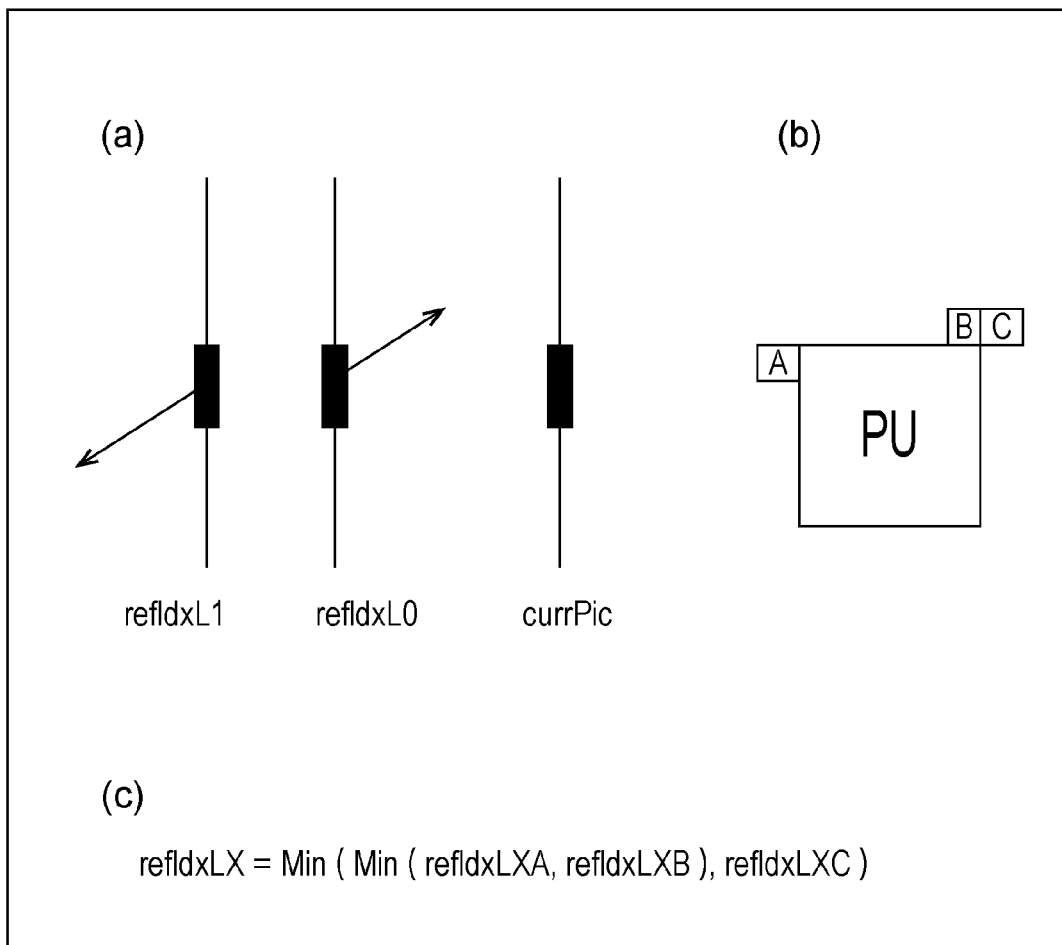 (a) (b)
B C
A
PU
refIdxL1 refIdxL0 currPic
(c)
refIdxLX = Min ( Min ( refIdxLXA, refIdxLXB ), refIdxLXC )